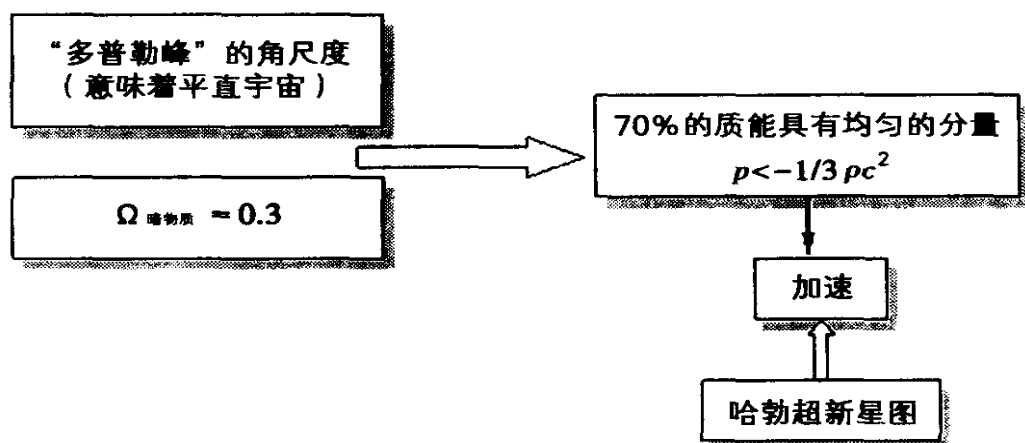 “多普勒峰”的角尺度
（意味着平直宇宙）
Ω 暗物质 = 0.3
70%的质能具有均匀的分量
p<-1/3 ρc²
加速
哈勃超新星图